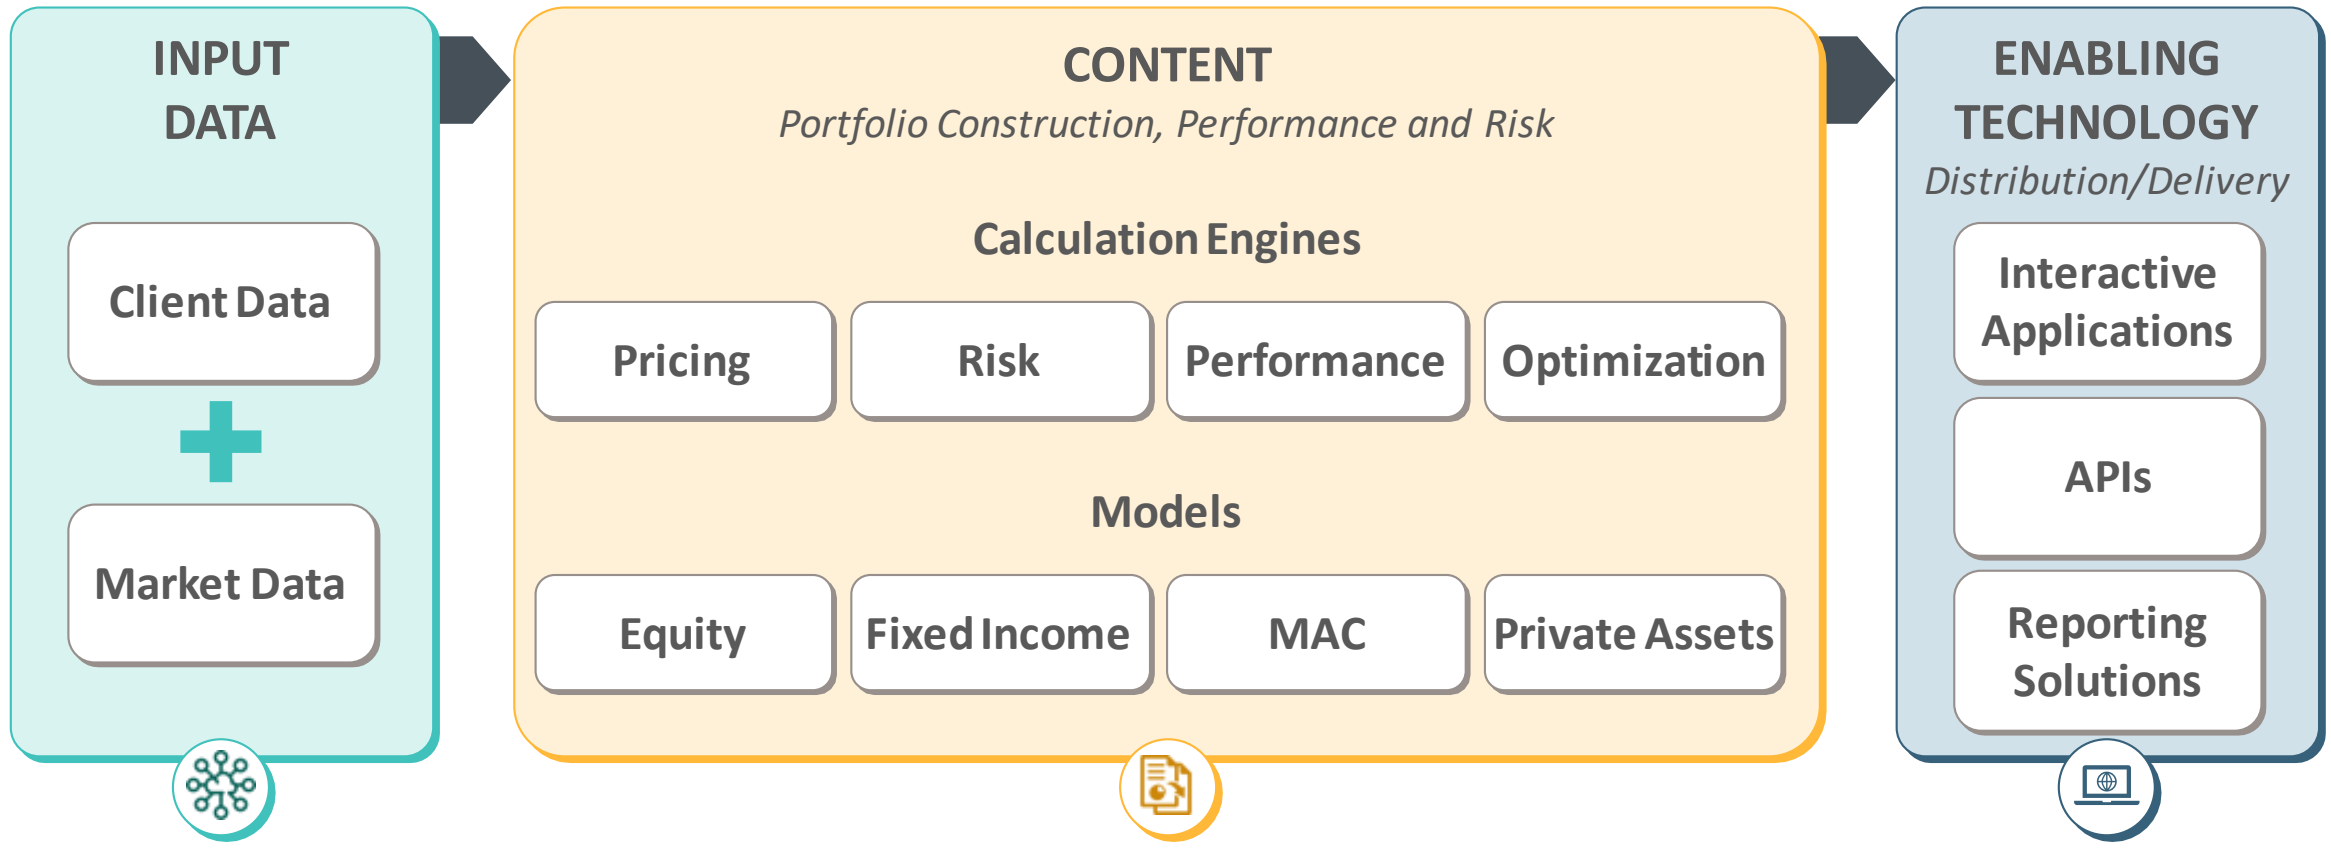 INPUT
DATA
Client Data
Market Data
CONTENT
Portfolio Construction, Performance and Risk
Calculation Engines
Pricing
Risk
Performance
Optimization
Models
Equity
Fixed Income
MAC
Private Assets
ENABLING
TECHNOLOGY
Distribution/Delivery
Interactive
Applications
APIs
Reporting
Solutions